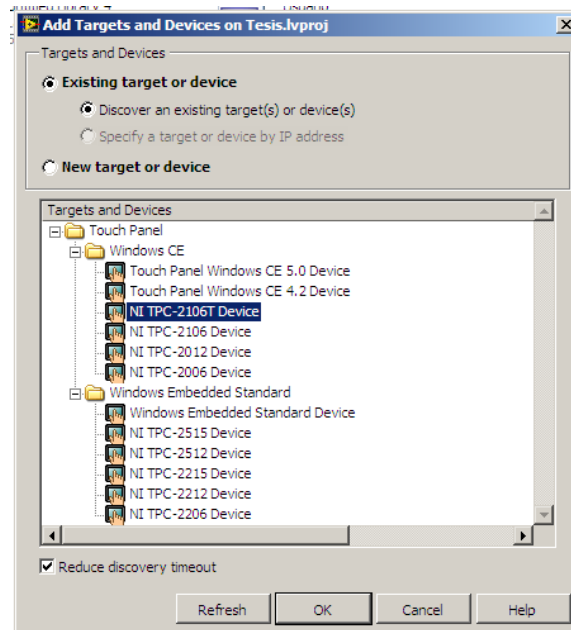 Add Targets and Devices on Tesis.lvproj
Targets and Devices
Existing target or device
Discover an existing target(s) or device(s)
Specify a target or device by IP address
New target or device
Targets and Devices
Touch Panel
Windows CE
Touch Panel Windows CE 5.0 Device
Touch Panel Windows CE 4.2 Device
NI TPC-2106T Device
NI TPC-2106 Device
NI TPC-2012 Device
NI TPC-2006 Device
Windows Embedded Standard
Windows Embedded Standard Device
NI TPC-2515 Device
NI TPC-2512 Device
NI TPC-2215 Device
NI TPC-2212 Device
NI TPC-2206 Device
Reduce discovery timeout
Refresh OK Cancel Help